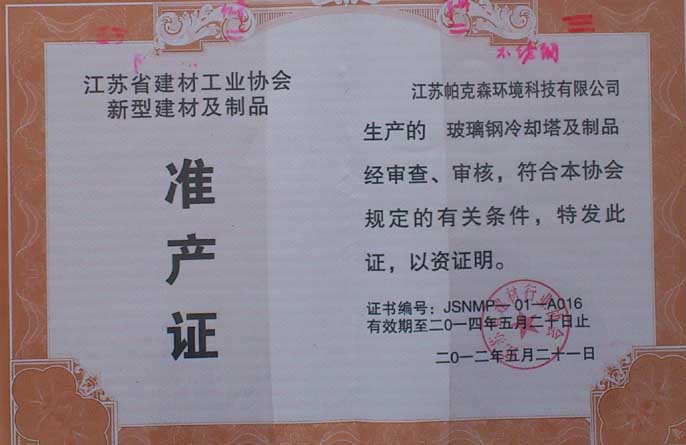 江苏省建材工业协会
新型建材及制品
准产证
江苏帕克森环境科技有限公司
生产的 玻璃钢冷却塔及制品
经审查、审核，符合本协会
规定的有关条件，特发此
证，以资证明。
证书编号：JSNMP—01—A016
有效期至二〇一四年五月二十日止
二〇一二年五月二十一日